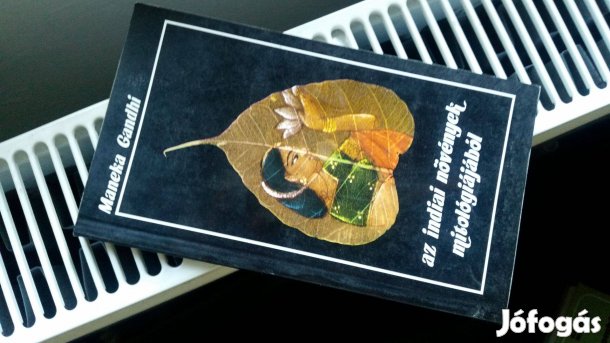 Maneka Gandhi
az indiai növények
mitológiájából
Jófogás